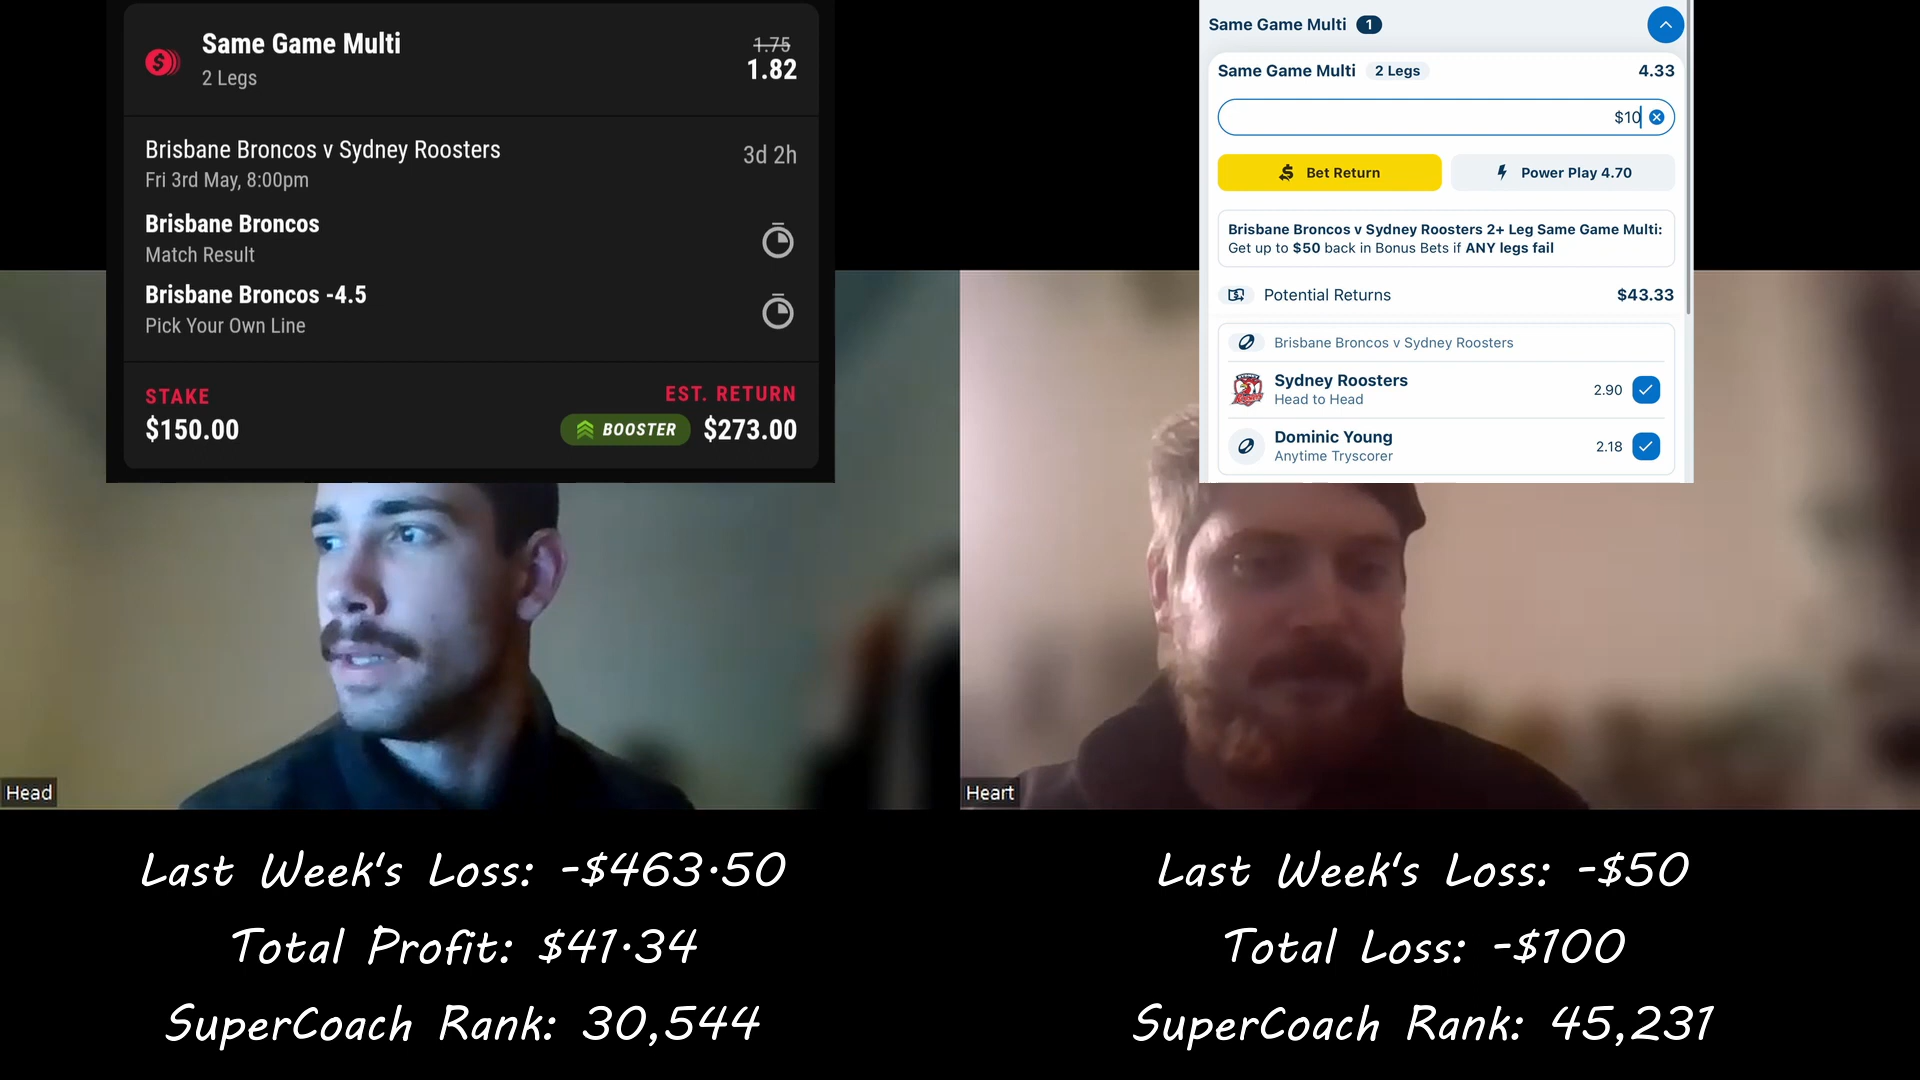 Same Game Multi
1.75
2 Legs
1.82
Brisbane Broncos v Sydney Roosters
3d 2h
Fri 3rd May, 8:00pm
Brisbane Broncos
Match Result
Brisbane Broncos -4.5
Pick Your Own Line
STAKE
EST. RETURN
$150.00
BOOSTER
$273.00
Head
Last Week's Loss: -$463.50
Total Profit: $41.34
SuperCoach Rank: 30,544
Same Game Multi 1
Same Game Multi 2 Legs 4.33
$10
Bet Return
Power Play 4.70
Brisbane Broncos v Sydney Roosters 2+ Leg Same Game Multi:
Get up to $50 back in Bonus Bets if ANY legs fail
Potential Returns $43.33
Brisbane Broncos v Sydney Roosters
Sydney Roosters
Head to Head
2.90
Dominic Young
Anytime Tryscorer
2.18
Heart
Last Week's Loss: -$50
Total Loss: -$100
SuperCoach Rank: 45,231